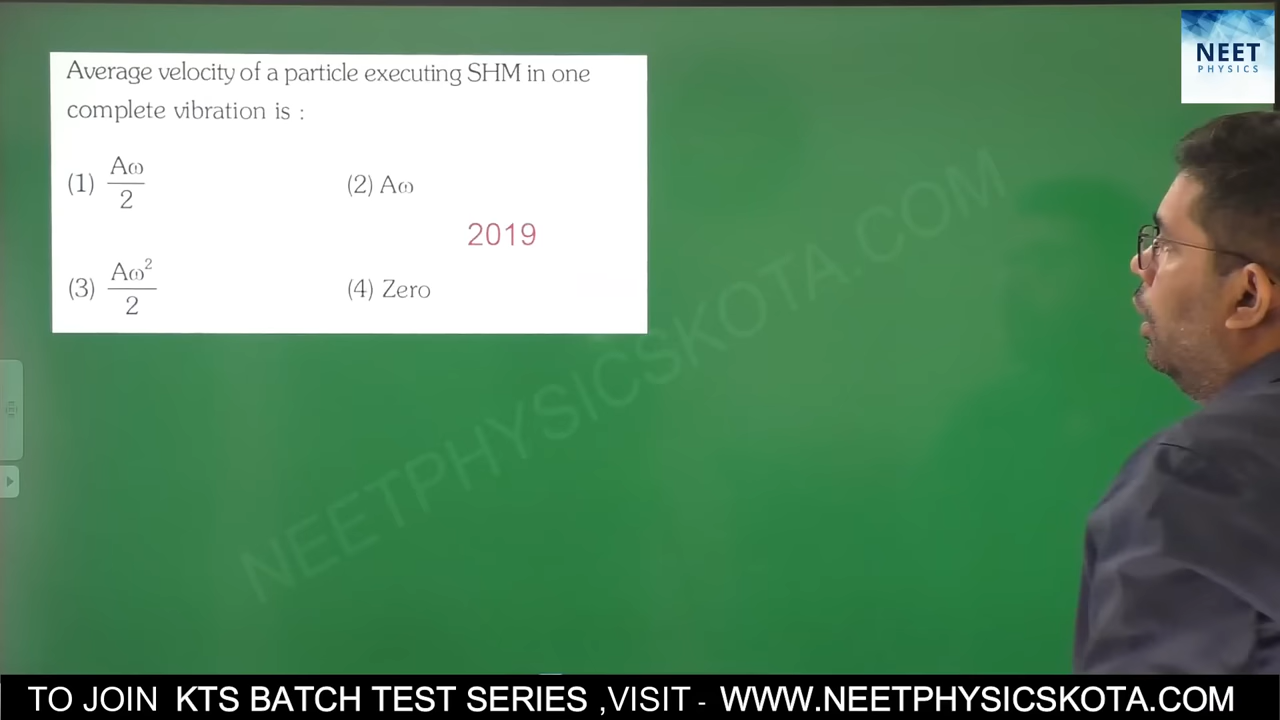 NEET
PHYSICS
Average velocity of a particle executing SHM in one
complete vibration is :
(1) Aω/2
(2) Aω
2019
(3) Aω²/2
(4) Zero
NEETPHYSICSKOTA.COM
TO JOIN KTS BATCH TEST SERIES ,VISIT - WWW.NEETPHYSICSKOTA.COM